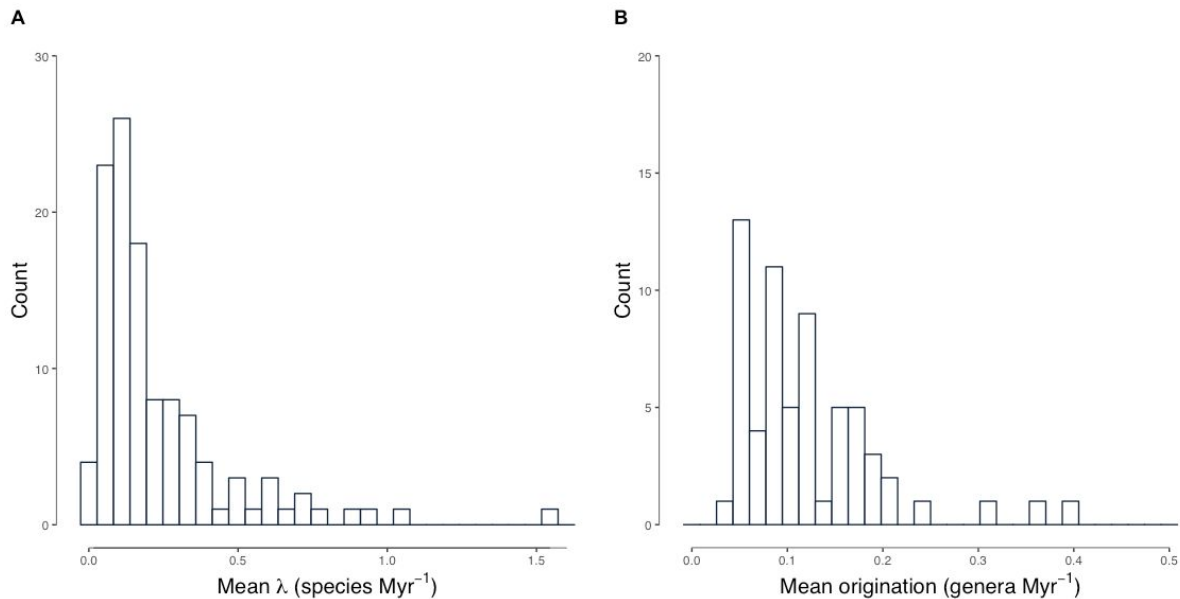 A
30
20
10
0
Count
0.0 0.5 1.0 1.5
Mean λ (species Myr⁻¹)
B
20
15
10
5
0
Count
0.0 0.1 0.2 0.3 0.4 0.5
Mean origination (genera Myr⁻¹)